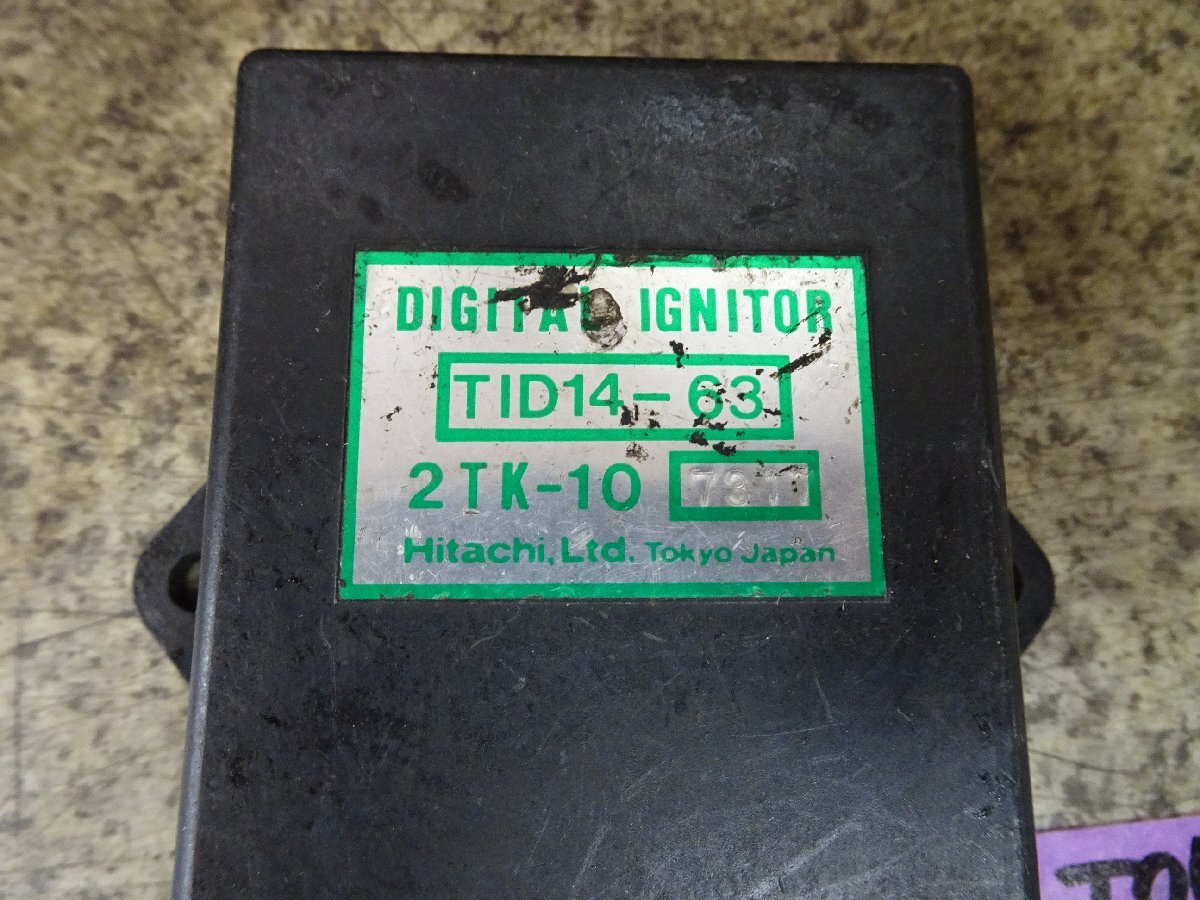 DIGITAL IGNITOR
TID14-63
2TK-10
Hitachi, Ltd. Tokyo Japan